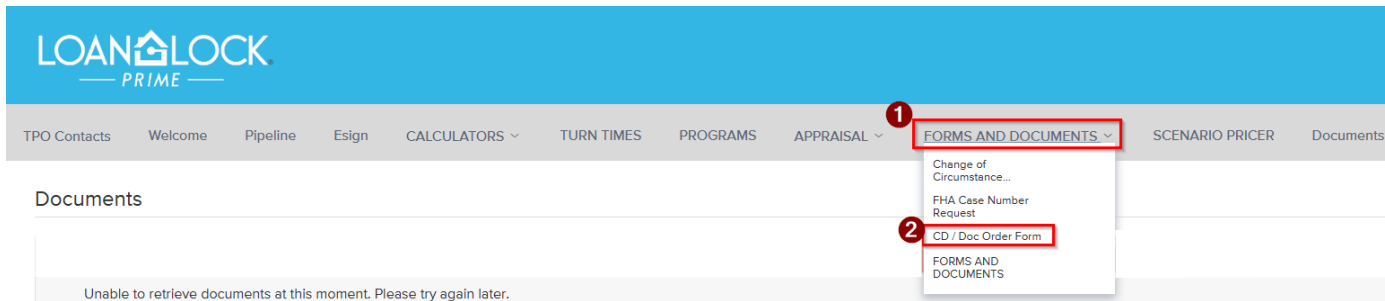 LOAN LOCK®
PRIME
1
TPO Contacts Welcome Pipeline Esign CALCULATORS TURN TIMES PROGRAMS APPRAISAL FORMS AND DOCUMENTS SCENARIO PRICER Documents
Change of
Circumstance...
Documents
FHA Case Number
Request
2
CD / Doc Order Form
FORMS AND
DOCUMENTS
Unable to retrieve documents at this moment. Please try again later.